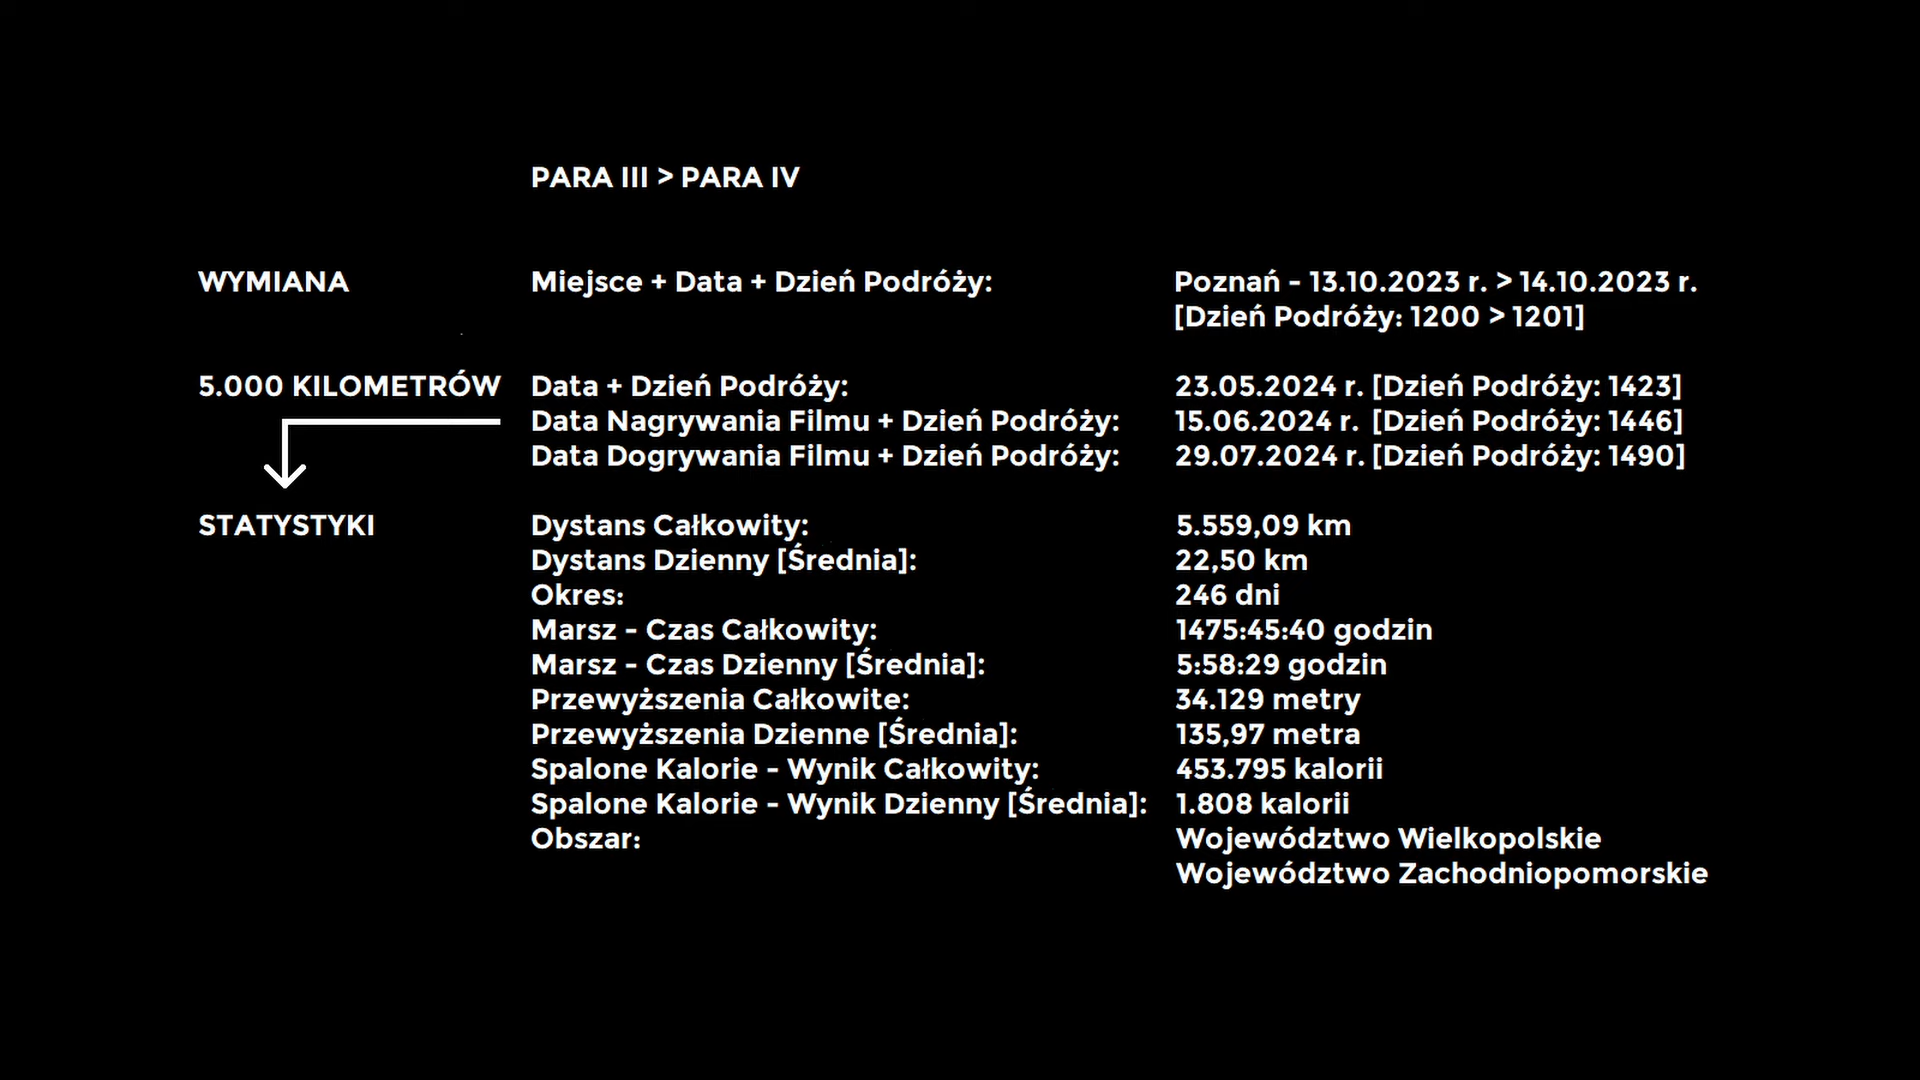 PARA III > PARA IV
WYMIANA Miejsce + Data + Dzień Podróży: Poznań - 13.10.2023 r. > 14.10.2023 r.
[Dzień Podróży: 1200 > 1201]
5.000 KILOMETRÓW Data + Dzień Podróży: 23.05.2024 r. [Dzień Podróży: 1423]
Data Nagrywania Filmu + Dzień Podróży: 15.06.2024 r. [Dzień Podróży: 1446]
Data Dogrywania Filmu + Dzień Podróży: 29.07.2024 r. [Dzień Podróży: 1490]
STATYSTYKI Dystans Całkowity: 5.559,09 km
Dystans Dzienny [Średnia]: 22,50 km
Okres: 246 dni
Marsz - Czas Całkowity: 1475:45:40 godzin
Marsz - Czas Dzienny [Średnia]: 5:58:29 godzin
Przewyższenia Całkowite: 34.129 metry
Przewyższenia Dzienne [Średnia]: 135,97 metra
Spalone Kalorie - Wynik Całkowity: 453.795 kalorii
Spalone Kalorie - Wynik Dzienny [Średnia]: 1.808 kalorii
Obszar: Województwo Wielkopolskie
Województwo Zachodniopomorskie